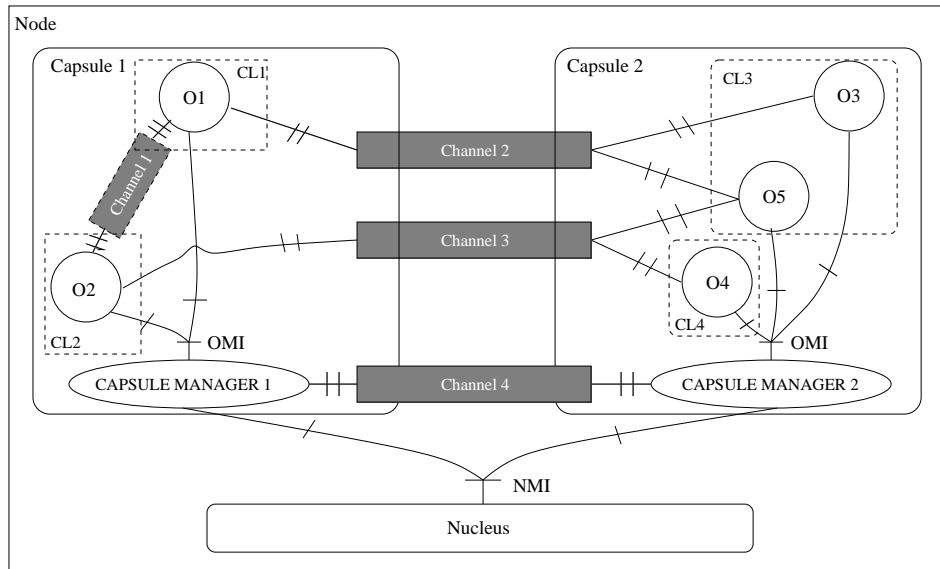 Node
Capsule 1
CL1
O1
Channel 1
O2
CL2
OMI
CAPSULE MANAGER 1
Channel 2
Channel 3
Channel 4
Capsule 2
CL3
O3
O5
O4
CL4
OMI
CAPSULE MANAGER 2
NMI
Nucleus